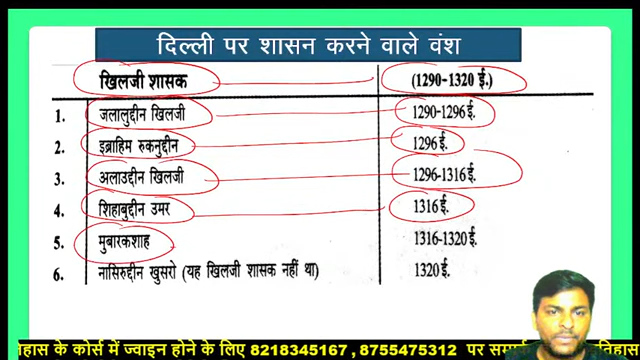 दिल्ली पर शासन करने वाले वंश
खिलजी शासक (1290-1320 ई.)
1. जलालुद्दीन खिलजी 1290-1296 ई.
2. इब्राहिम रुकनुद्दीन 1296 ई.
3. अलाउद्दीन खिलजी 1296-1316 ई.
4. शिहाबुद्दीन उमर 1316 ई.
5. मुबारकशाह 1316-1320 ई.
6. नासिरुद्दीन खुसरो (यह खिलजी शासक नहीं था) 1320 ई.
के कोर्स में ज्वाइन होने के लिए 8218345167 , 8755475312 पर